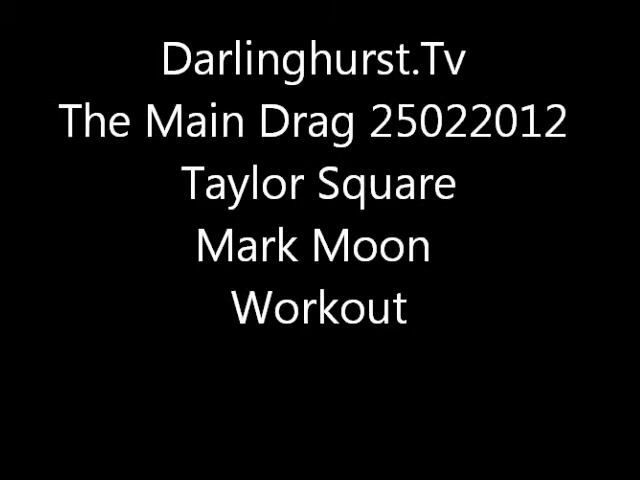 Darlinghurst.Tv
The Main Drag 25022012
Taylor Square
Mark Moon
Workout